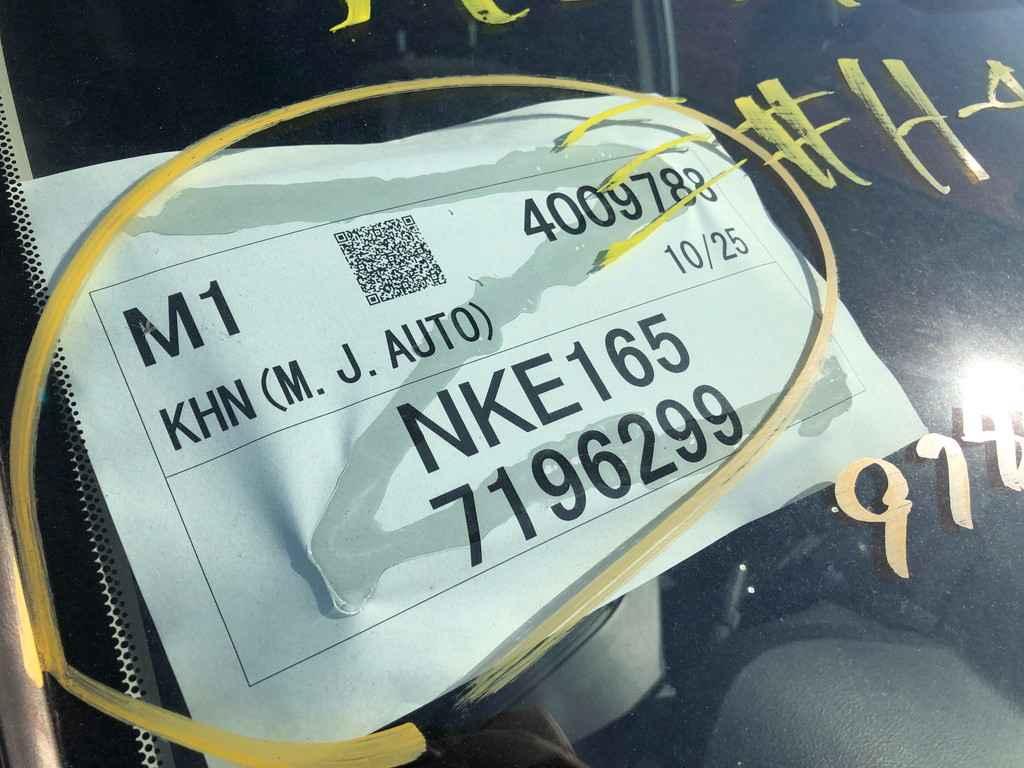 4009788
10/25
M1
KHN(M. J. AUTO)
NKE165
7196299